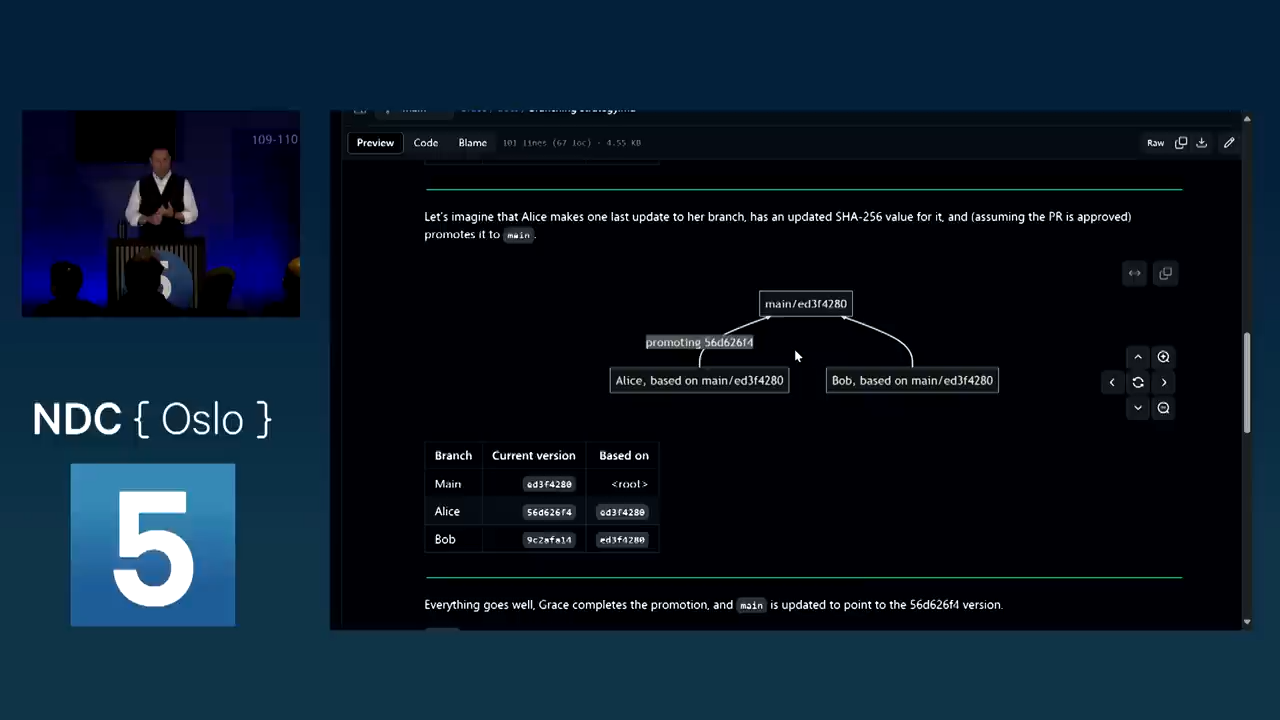 109-110
5
NDC { Oslo }
5
Preview
Code
Blame
101 lines (67 loc) · 4.55 KB
Raw
Let's imagine that Alice makes one last update to her branch, has an updated SHA-256 value for it, and (assuming the PR is approved)
promotes it to main.
main/ed3f4280
promoting 56d626f4
Alice, based on main/ed3f4280
Bob, based on main/ed3f4280
Branch Current version Based on
Main ed3f4280 <root>
Alice 56d626f4 ed3f4280
Bob 9c2afa14 ed3f4280
Everything goes well, Grace completes the promotion, and main is updated to point to the 56d626f4 version.